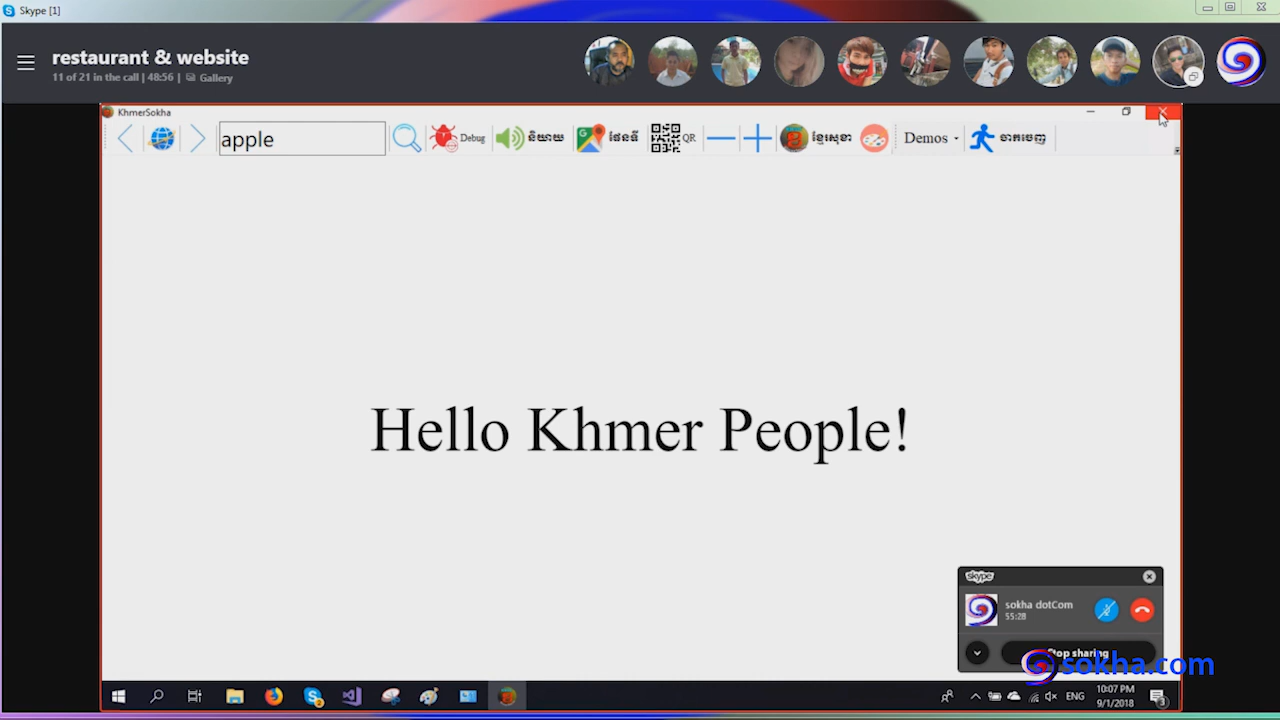 Skype [1]
restaurant & website
11 of 21 in the call | 48:56 | Gallery
KhmerSokha
apple
Debug
និយាយ
ផែនទី
QR
ខ្មែរសុខា
Demos
ចាកចេញ
Hello Khmer People!
skype
sokha dotCom
55:28
Stop sharing
sokha.com
ENG
10:07 PM
9/1/2018
3